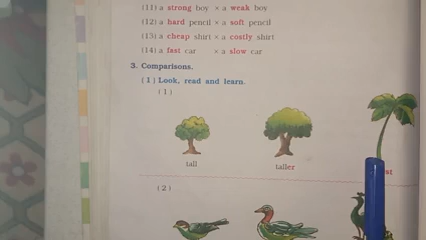 (11) a strong boy × a weak boy
(12) a hard pencil × a soft pencil
(13) a cheap shirt × a costly shirt
(14) a fast car × a slow car
3. Comparisons.
(1) Look, read and learn.
(1)
tall taller
(2)